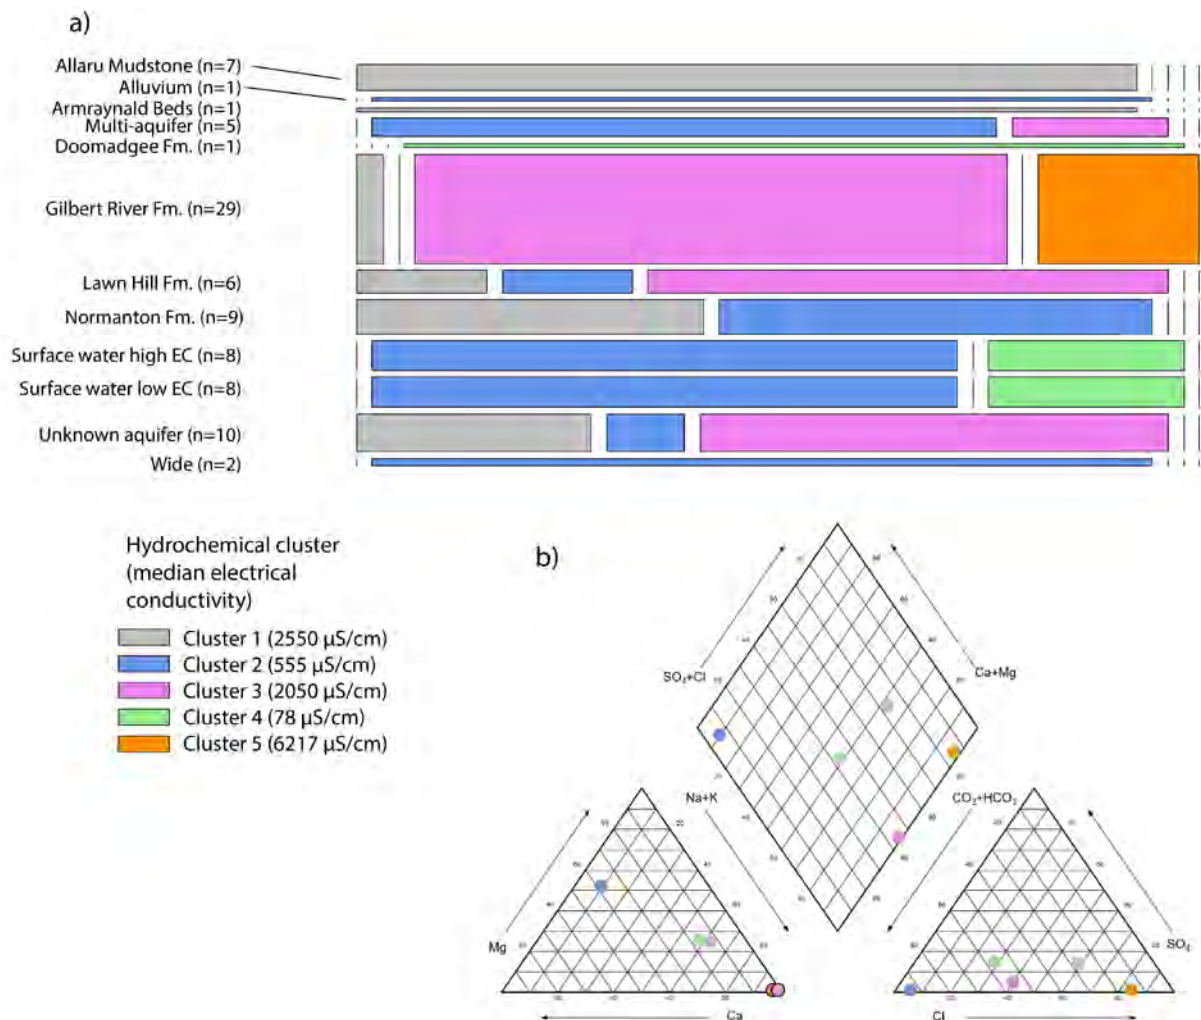 a)
Allaru Mudstone (n=7)
Alluvium (n=1)
Armraynald Beds (n=1)
Multi-aquifer (n=5)
Doomadgee Fm. (n=1)
Gilbert River Fm. (n=29)
Lawn Hill Fm. (n=6)
Normanton Fm. (n=9)
Surface water high EC (n=8)
Surface water low EC (n=8)
Unknown aquifer (n=10)
Wide (n=2)
Hydrochemical cluster
(median electrical
conductivity)
Cluster 1 (2550 µS/cm)
Cluster 2 (555 µS/cm)
Cluster 3 (2050 µS/cm)
Cluster 4 (78 µS/cm)
Cluster 5 (6217 µS/cm)
b)
SO₄+Cl
Ca+Mg
Na+K
CO₃+HCO₃
Mg
SO₄
Ca
Cl